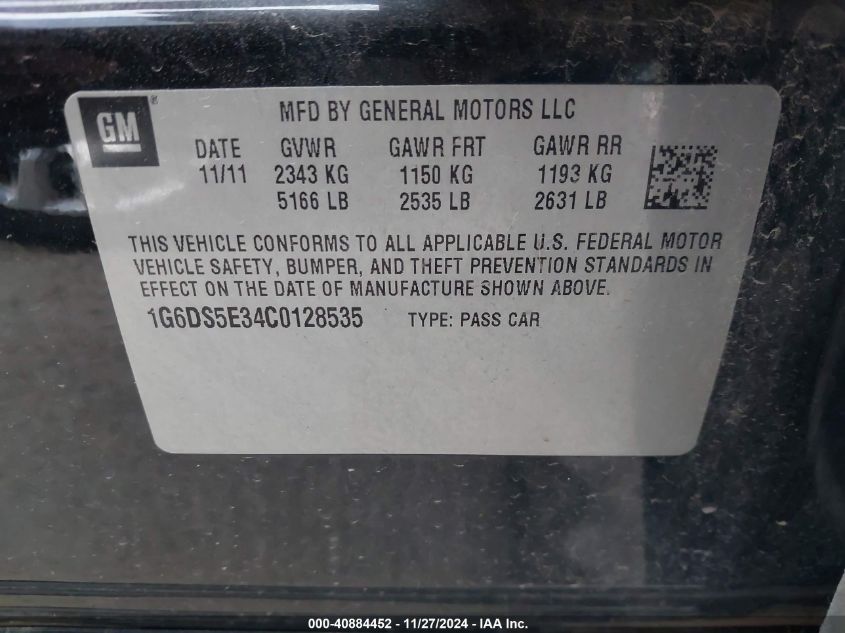 GM
®
MFD BY GENERAL MOTORS LLC
DATE GVWR GAWR FRT GAWR RR
11/11 2343 KG 1150 KG 1193 KG
5166 LB 2535 LB 2631 LB
THIS VEHICLE CONFORMS TO ALL APPLICABLE U.S. FEDERAL MOTOR
VEHICLE SAFETY, BUMPER, AND THEFT PREVENTION STANDARDS IN
EFFECT ON THE DATE OF MANUFACTURE SHOWN ABOVE.
1G6DS5E34C0128535 TYPE: PASS CAR
000-40884452 - 11/27/2024 - IAA Inc.